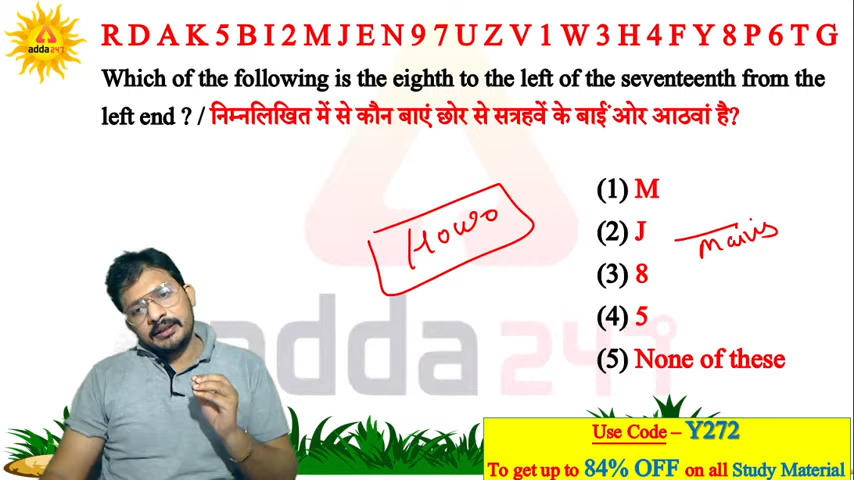 adda247
R D A K 5 B I 2 M J E N 9 7 U Z V 1 W 3 H 4 F Y 8 P 6 T G
Which of the following is the eighth to the left of the seventeenth from the
left end ? / निम्नलिखित में से कौन बाएं छोर से सत्रहवें के बाईं ओर आठवां है?
(1) M
(2) J
(3) 8
(4) 5
(5) None of these
adda247
Use Code – Y272
To get up to 84% OFF on all Study Material